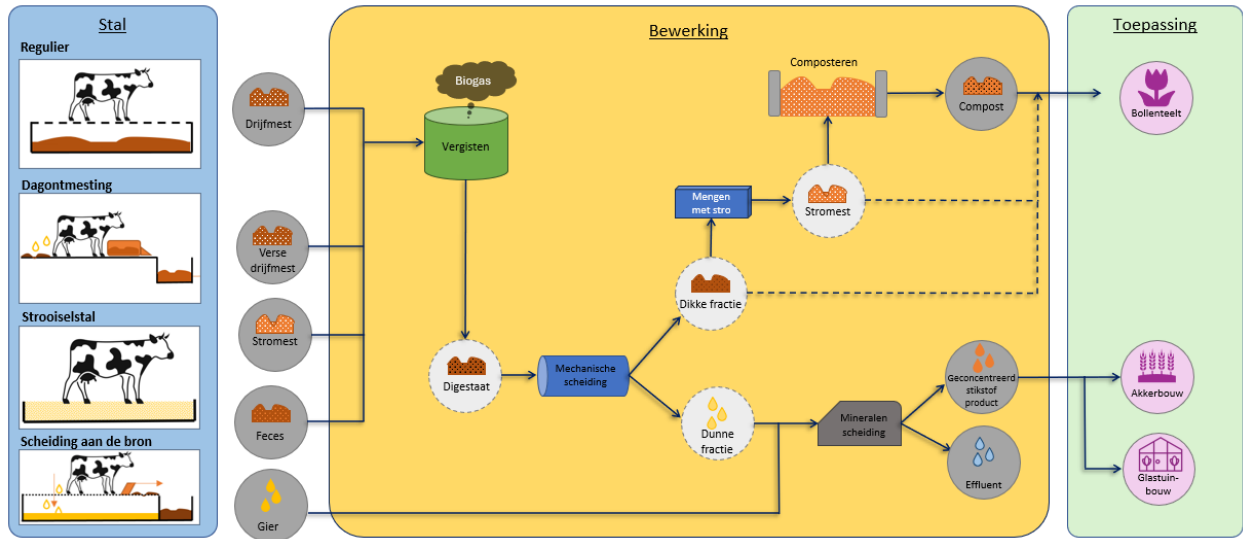 Stal
Regulier
Dagontmesting
Strooiselstal
Scheiding aan de bron
Drijfmest
Verse
drijfmest
Stromest
Feces
Gier
Bewerking
Biogas
Vergisten
Digestaat
Mechanische
scheiding
Dikke fractie
Dunne
fractie
Mengen
met stro
Stromest
Composteren
Compost
Mineralen
scheiding
Geconcentreerd
stikstof
product
Effluent
Toepassing
Bollenteelt
Akkerbouw
Glastuin-
bouw